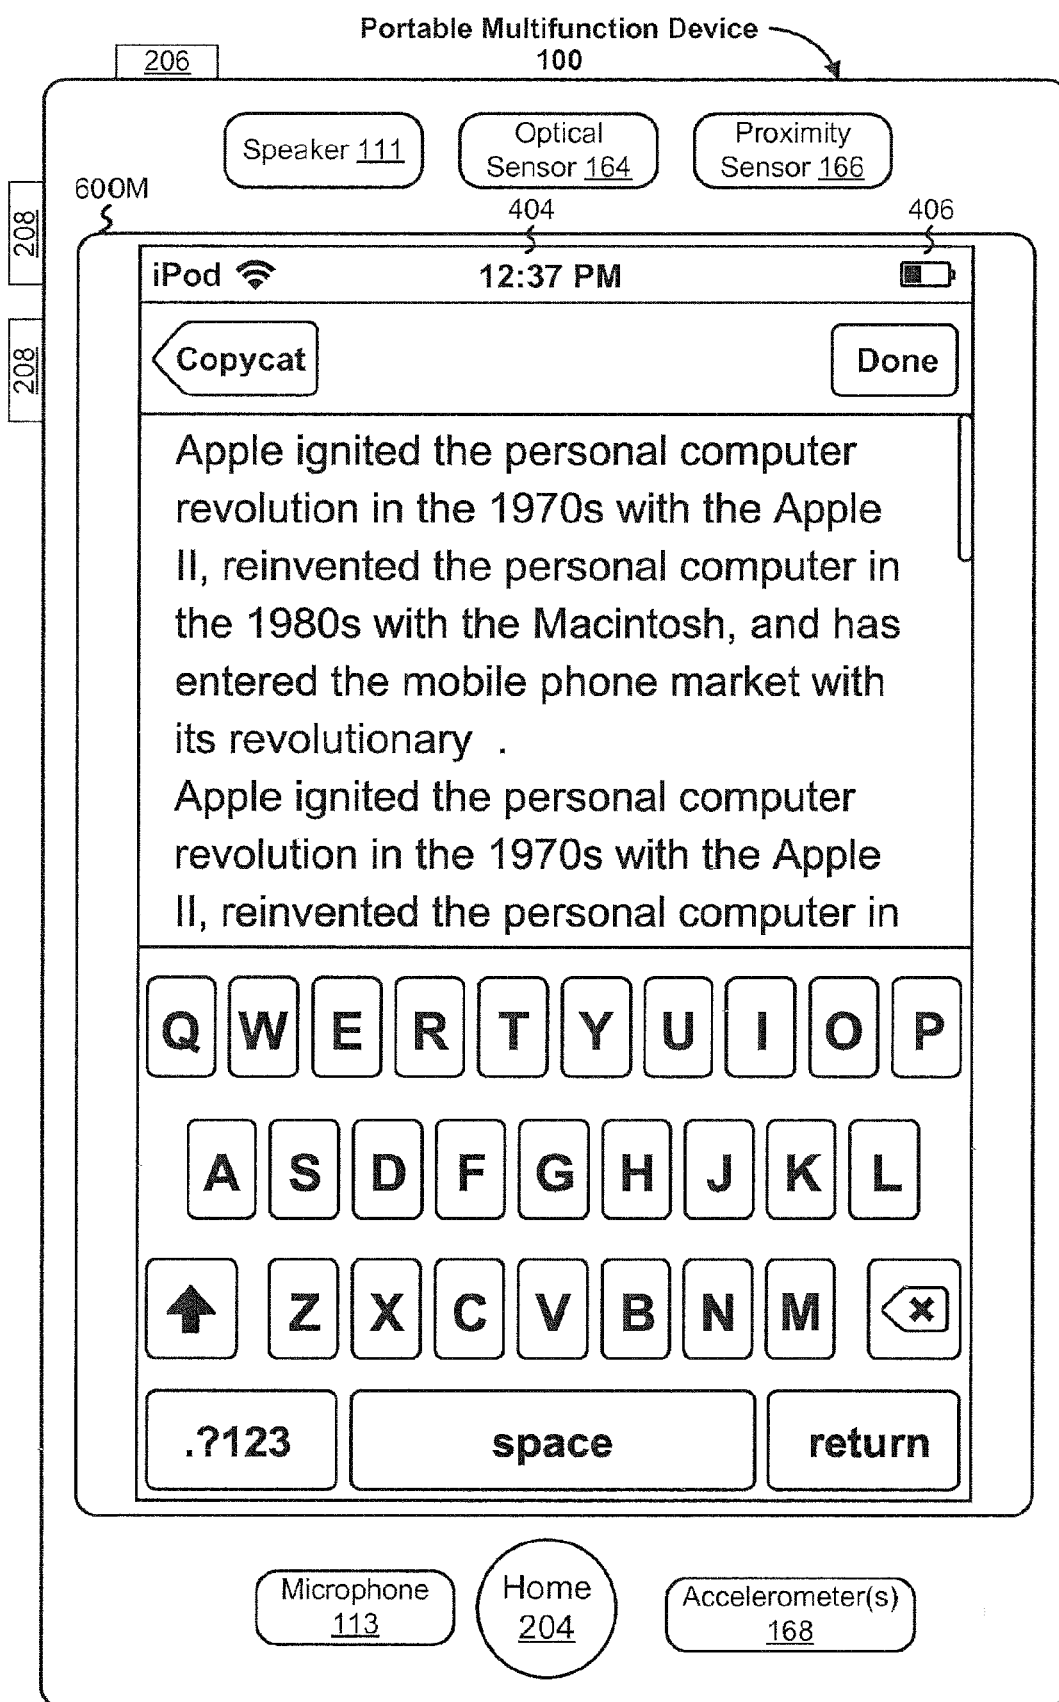 Portable Multifunction Device
100
206
Speaker 111
Optical
Sensor 164
Proximity
Sensor 166
600M
404
406
208
208
iPod
12:37 PM
Copycat
Done
Apple ignited the personal computer
revolution in the 1970s with the Apple
II, reinvented the personal computer in
the 1980s with the Macintosh, and has
entered the mobile phone market with
its revolutionary .
Apple ignited the personal computer
revolution in the 1970s with the Apple
II, reinvented the personal computer in
Q W E R T Y U I O P
A S D F G H J K L
Z X C V B N M
.?123 space return
Microphone
113
Home
204
Accelerometer(s)
168